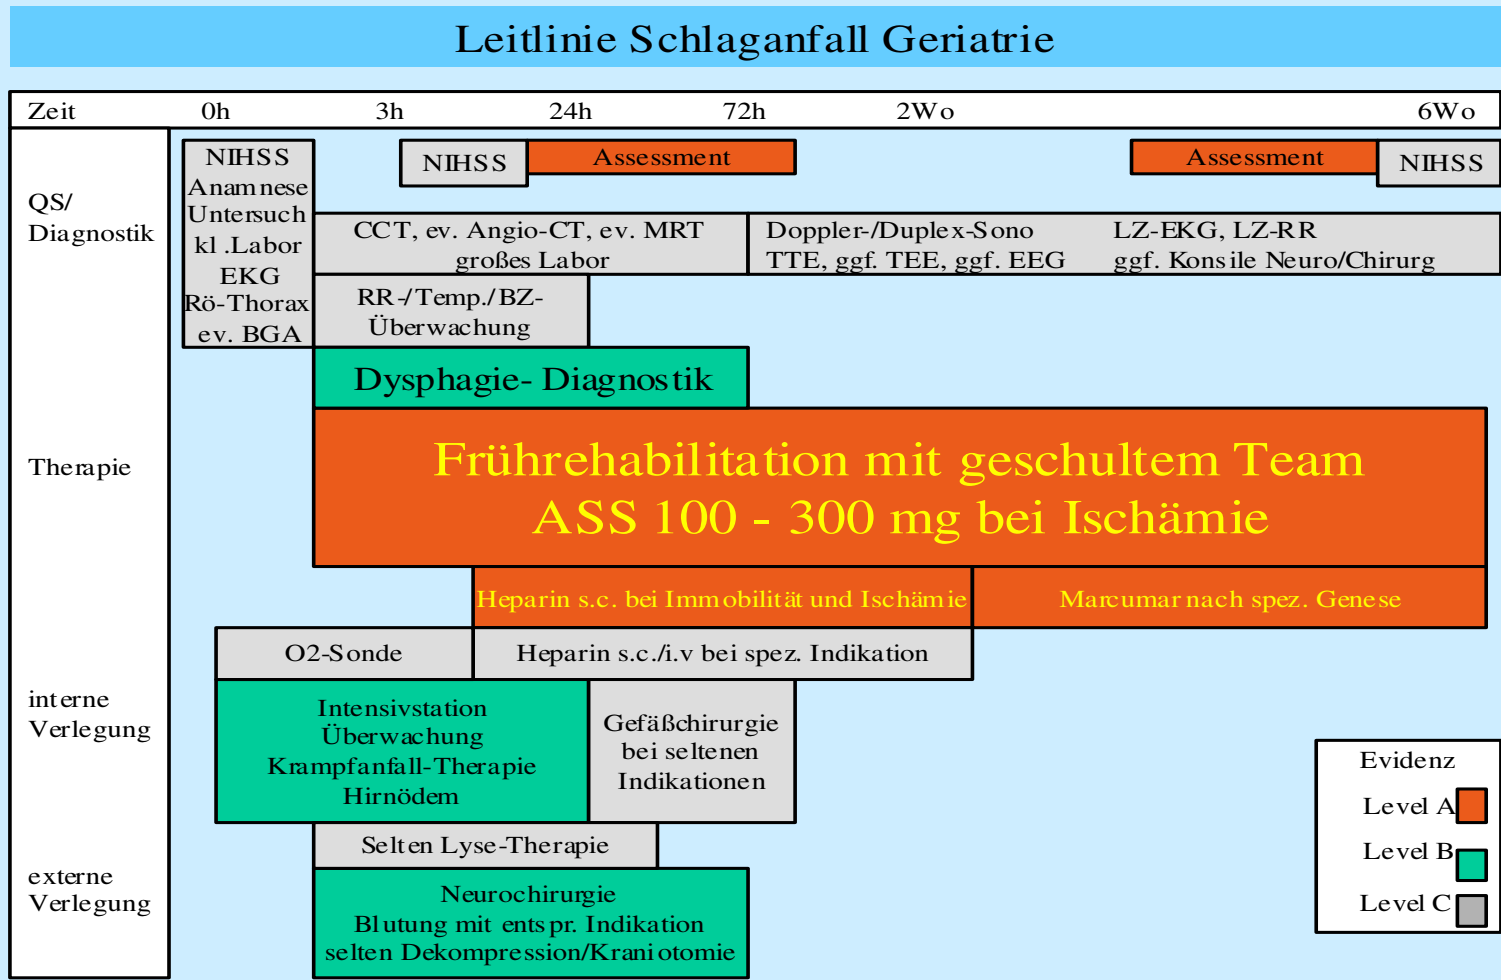 Leitlinie Schlaganfall Geriatrie
Zeit 0h 3h 24h 72h 2Wo 6Wo
QS/
Diagnostik
NIHSS
Anamnese
Untersuch
kl .Labor
EKG
Rö-Thorax
ev. BGA
NIHSS
Assessment
Assessment
NIHSS
CCT, ev. Angio-CT, ev. MRT
großes Labor
Doppler-/Duplex-Sono LZ-EKG, LZ-RR
TTE, ggf. TEE, ggf. EEG ggf. Konsile Neuro/Chirurg
RR-/Temp./BZ-
Überwachung
Dysphagie- Diagnostik
Therapie
Frührehabilitation mit geschultem Team
ASS 100 - 300 mg bei Ischämie
Heparin s.c. bei Immobilität und Ischämie
Marcumar nach spez. Genese
O2-Sonde
Heparin s.c./i.v bei spez. Indikation
interne
Verlegung
Intensivstation
Überwachung
Krampfanfall-Therapie
Hirnödem
Gefäßchirurgie
bei seltenen
Indikationen
externe
Verlegung
Selten Lyse-Therapie
Neurochirurgie
Blutung mit entspr. Indikation
selten Dekompression/Kraniotomie
Evidenz
Level A
Level B
Level C